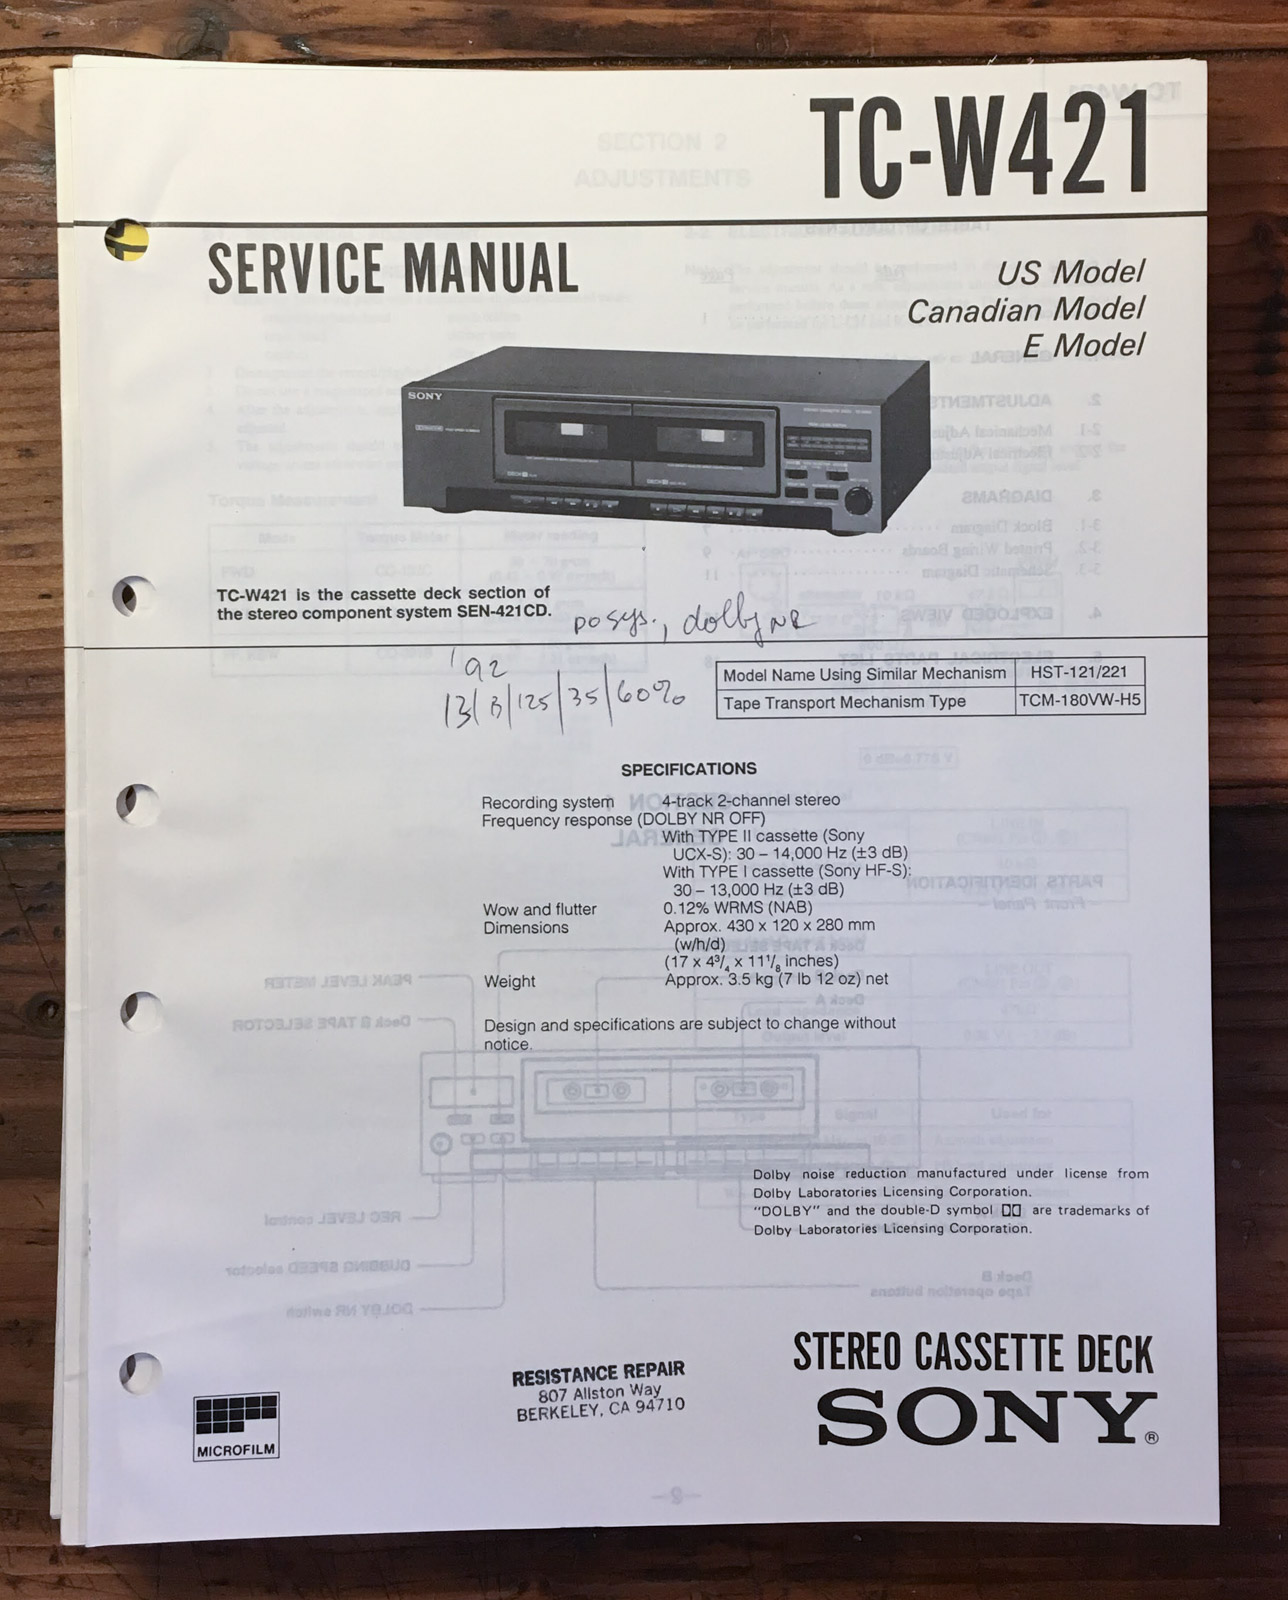 TC-W421
SERVICE MANUAL
US Model
Canadian Model
E Model
SONY
TC-W421 is the cassette deck section of
the stereo component system SEN-421CD.
po sys., dolby NR
'92
13/B/125/35/60%
Model Name Using Similar Mechanism HST-121/221
Tape Transport Mechanism Type TCM-180VW-H5
SPECIFICATIONS
Recording system 4-track 2-channel stereo
Frequency response (DOLBY NR OFF)
With TYPE II cassette (Sony
UCX-S): 30 – 14,000 Hz (±3 dB)
With TYPE I cassette (Sony HF-S):
30 – 13,000 Hz (±3 dB)
Wow and flutter 0.12% WRMS (NAB)
Dimensions Approx. 430 x 120 x 280 mm
(w/h/d)
(17 x 4³/₄ x 11¹/₈ inches)
Weight Approx. 3.5 kg (7 lb 12 oz) net
Design and specifications are subject to change without
notice.
Dolby noise reduction manufactured under license from
Dolby Laboratories Licensing Corporation.
"DOLBY" and the double-D symbol are trademarks of
Dolby Laboratories Licensing Corporation.
STEREO CASSETTE DECK
SONY®
RESISTANCE REPAIR
807 Allston Way
BERKELEY, CA 94710
MICROFILM